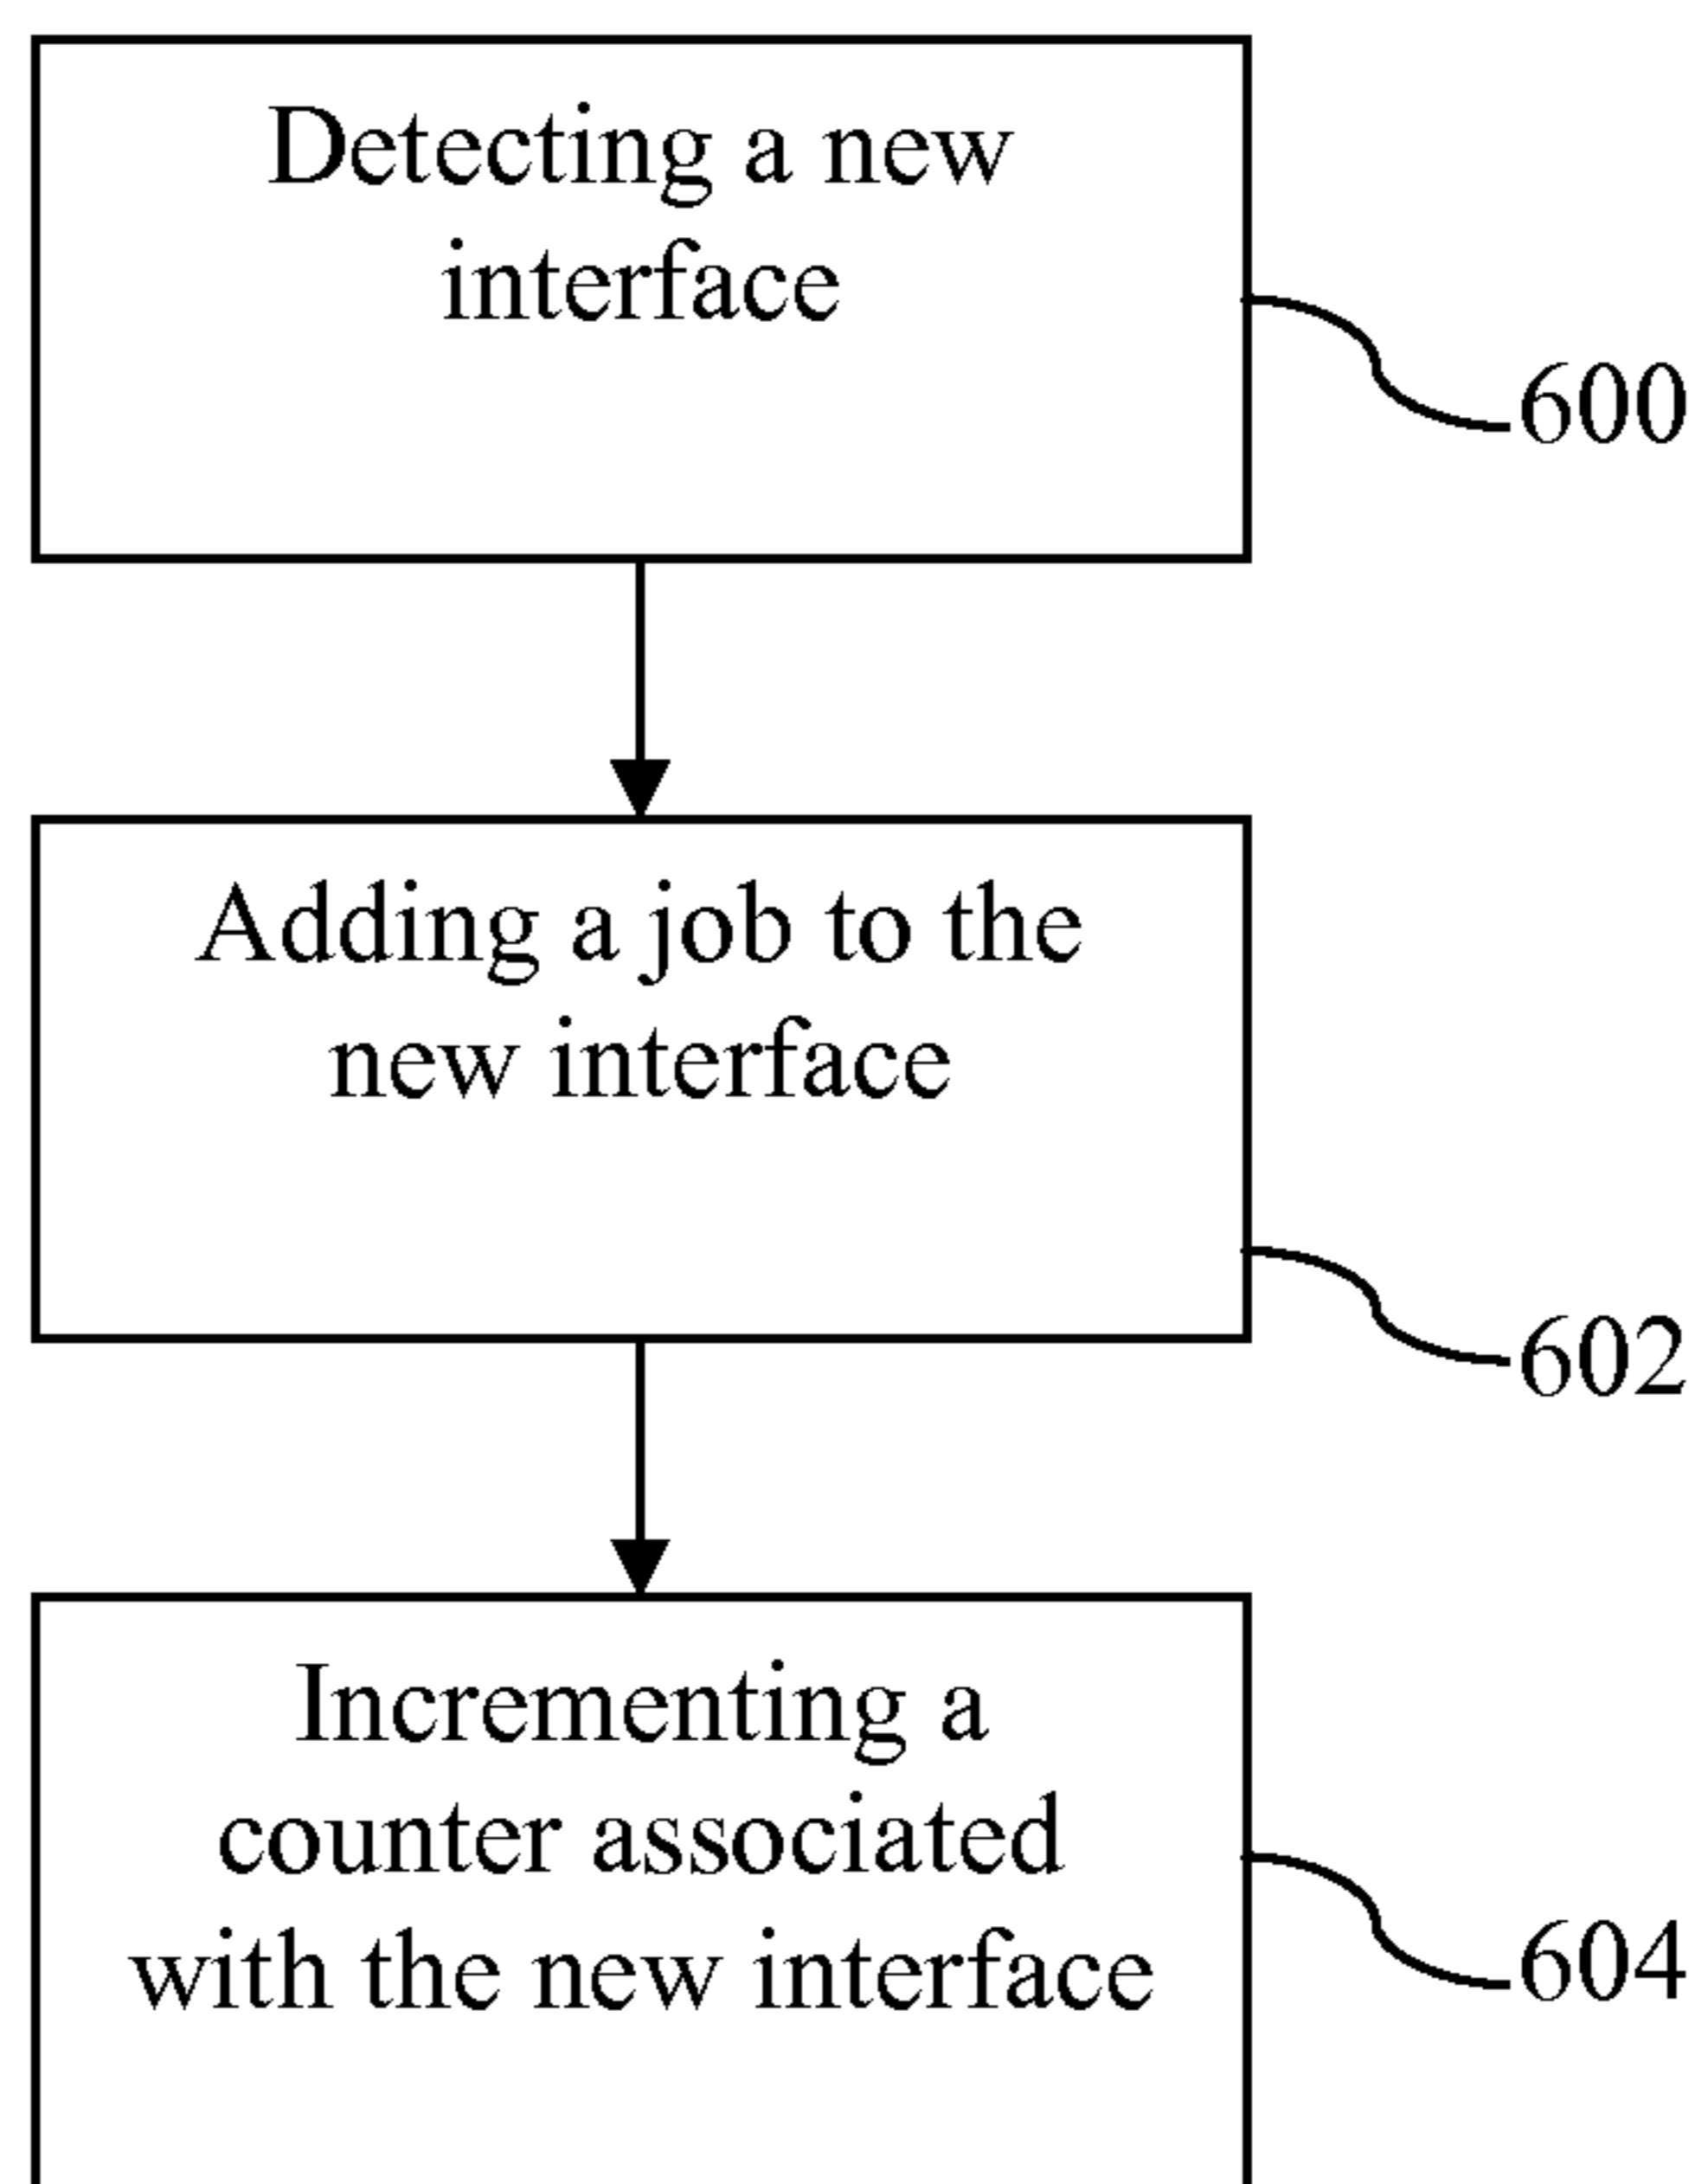 Detecting a new
interface
600
Adding a job to the
new interface
602
Incrementing a
counter associated
with the new interface
604